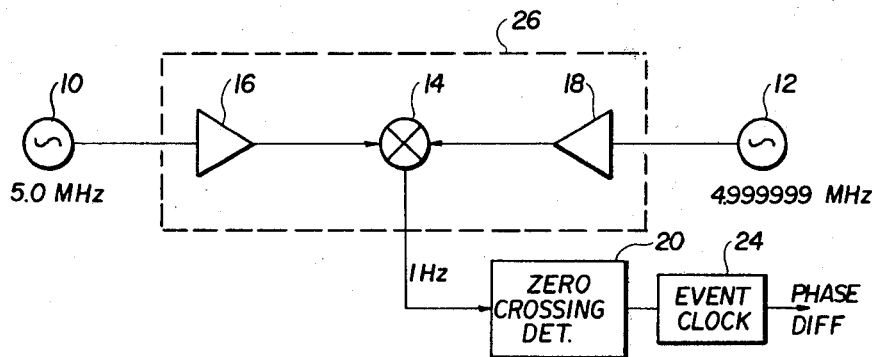 26
10
16
14
18
12
5.0 MHz
4.999999 MHz
1 Hz
20
24
ZERO
CROSSING
DET.
EVENT
CLOCK
PHASE
DIFF